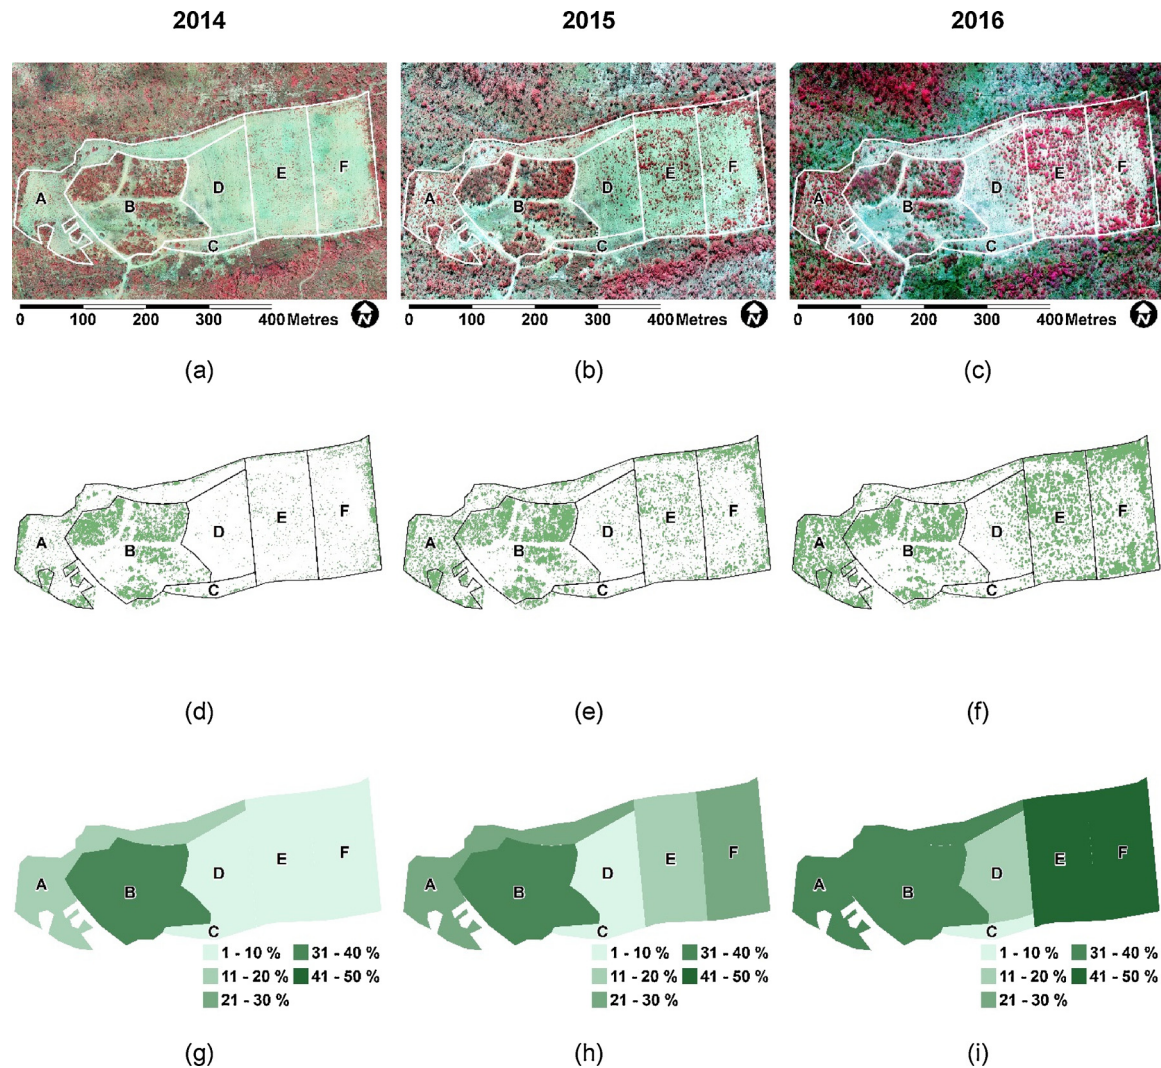 2014 2015 2016
A B C D E F
A B C D E F
A B C D E F
0 100 200 300 400 Metres N
0 100 200 300 400 Metres N
0 100 200 300 400 Metres N
(a) (b) (c)
A B C D E F
A B C D E F
A B C D E F
(d) (e) (f)
A B C D E F
1 - 10 % 31 - 40 %
11 - 20 % 41 - 50 %
21 - 30 %
A B C D E F
1 - 10 % 31 - 40 %
11 - 20 % 41 - 50 %
21 - 30 %
A B C D E F
1 - 10 % 31 - 40 %
11 - 20 % 41 - 50 %
21 - 30 %
(g) (h) (i)